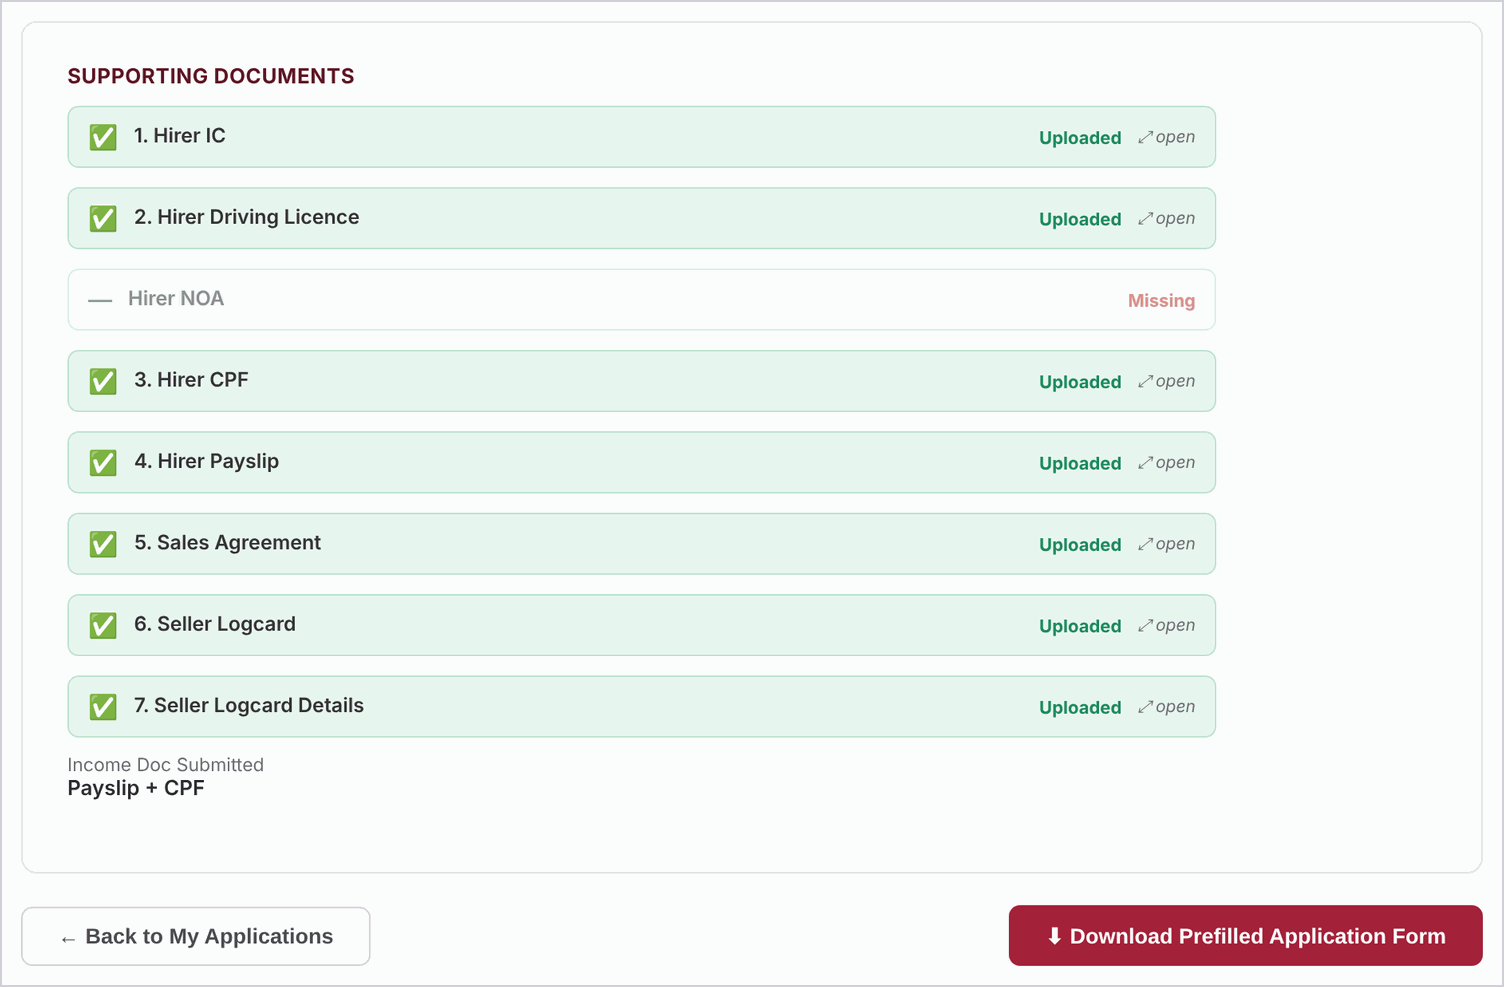 SUPPORTING DOCUMENTS
✅ 1. Hirer IC Uploaded ⤢ open
✅ 2. Hirer Driving Licence Uploaded ⤢ open
— Hirer NOA Missing
✅ 3. Hirer CPF Uploaded ⤢ open
✅ 4. Hirer Payslip Uploaded ⤢ open
✅ 5. Sales Agreement Uploaded ⤢ open
✅ 6. Seller Logcard Uploaded ⤢ open
✅ 7. Seller Logcard Details Uploaded ⤢ open
Income Doc Submitted
Payslip + CPF
← Back to My Applications
⬇ Download Prefilled Application Form